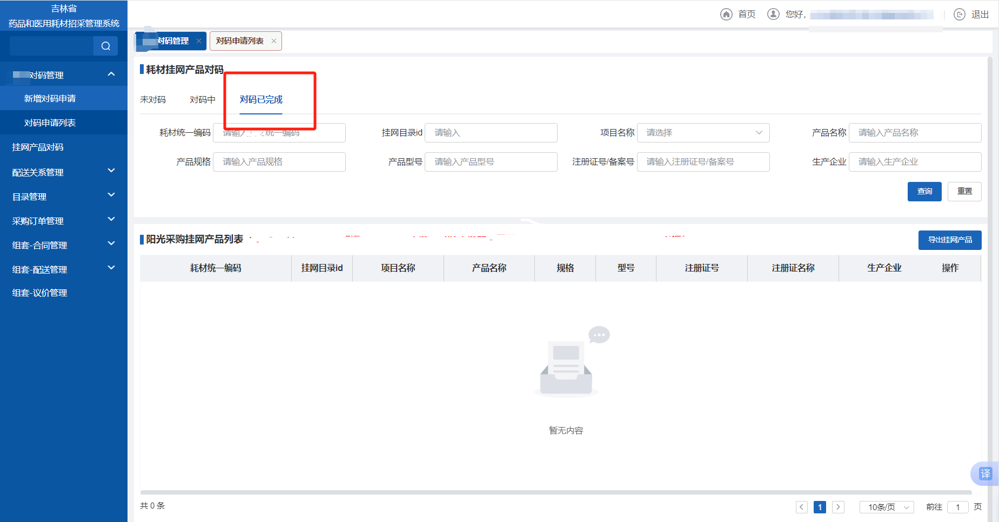 吉林省
药品和医用耗材招采管理系统
首页
您好,
退出
对码管理
对码申请列表
对码管理
新增对码申请
对码申请列表
挂网产品对码
配送关系管理
目录管理
采购订单管理
组套-合同管理
组套-配送管理
组套-议价管理
耗材挂网产品对码
未对码 对码中 对码已完成
耗材统一编码 请输入 统一编码 挂网目录id 请输入 项目名称 请选择 产品名称 请输入产品名称
产品规格 请输入产品规格 产品型号 请输入产品型号 注册证号/备案号 请输入注册证号/备案号 生产企业 请输入生产企业
查询 重置
阳光采购挂网产品列表 导出挂网产品
耗材统一编码 挂网目录id 项目名称 产品名称 规格 型号 注册证号 注册证名称 生产企业 操作
暂无内容
译
共 0 条 1 10条/页 前往 1 页